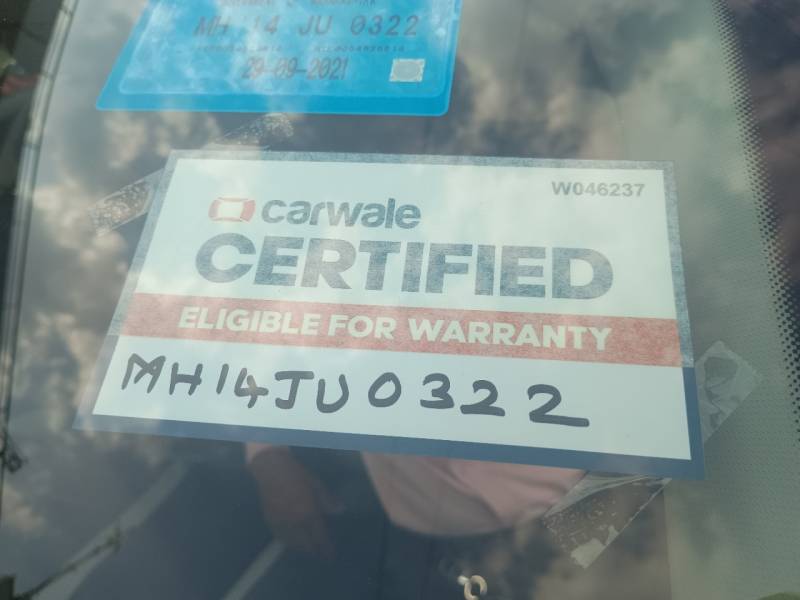 MH 14 JU 0322
29-09-2021
W046237
carwale
CERTIFIED
ELIGIBLE FOR WARRANTY
MH14JU0322